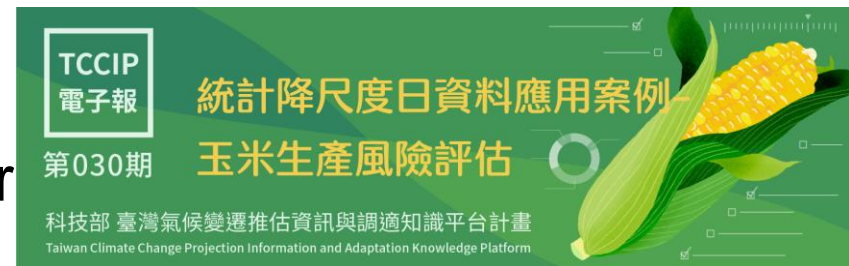 TCCIP
電子報
第030期
統計降尺度日資料應用案例-
玉米生產風險評估
科技部 臺灣氣候變遷推估資訊與調適知識平台計畫
Taiwan Climate Change Projection Information and Adaptation Knowledge Platform
r